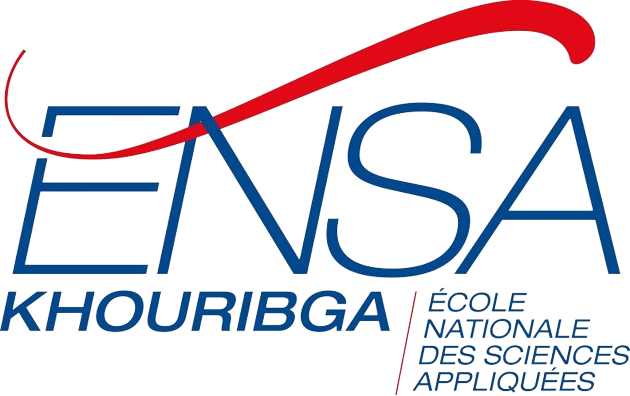 ENSA
KHOURIBGA
ÉCOLE
NATIONALE
DES SCIENCES
APPLIQUÉES